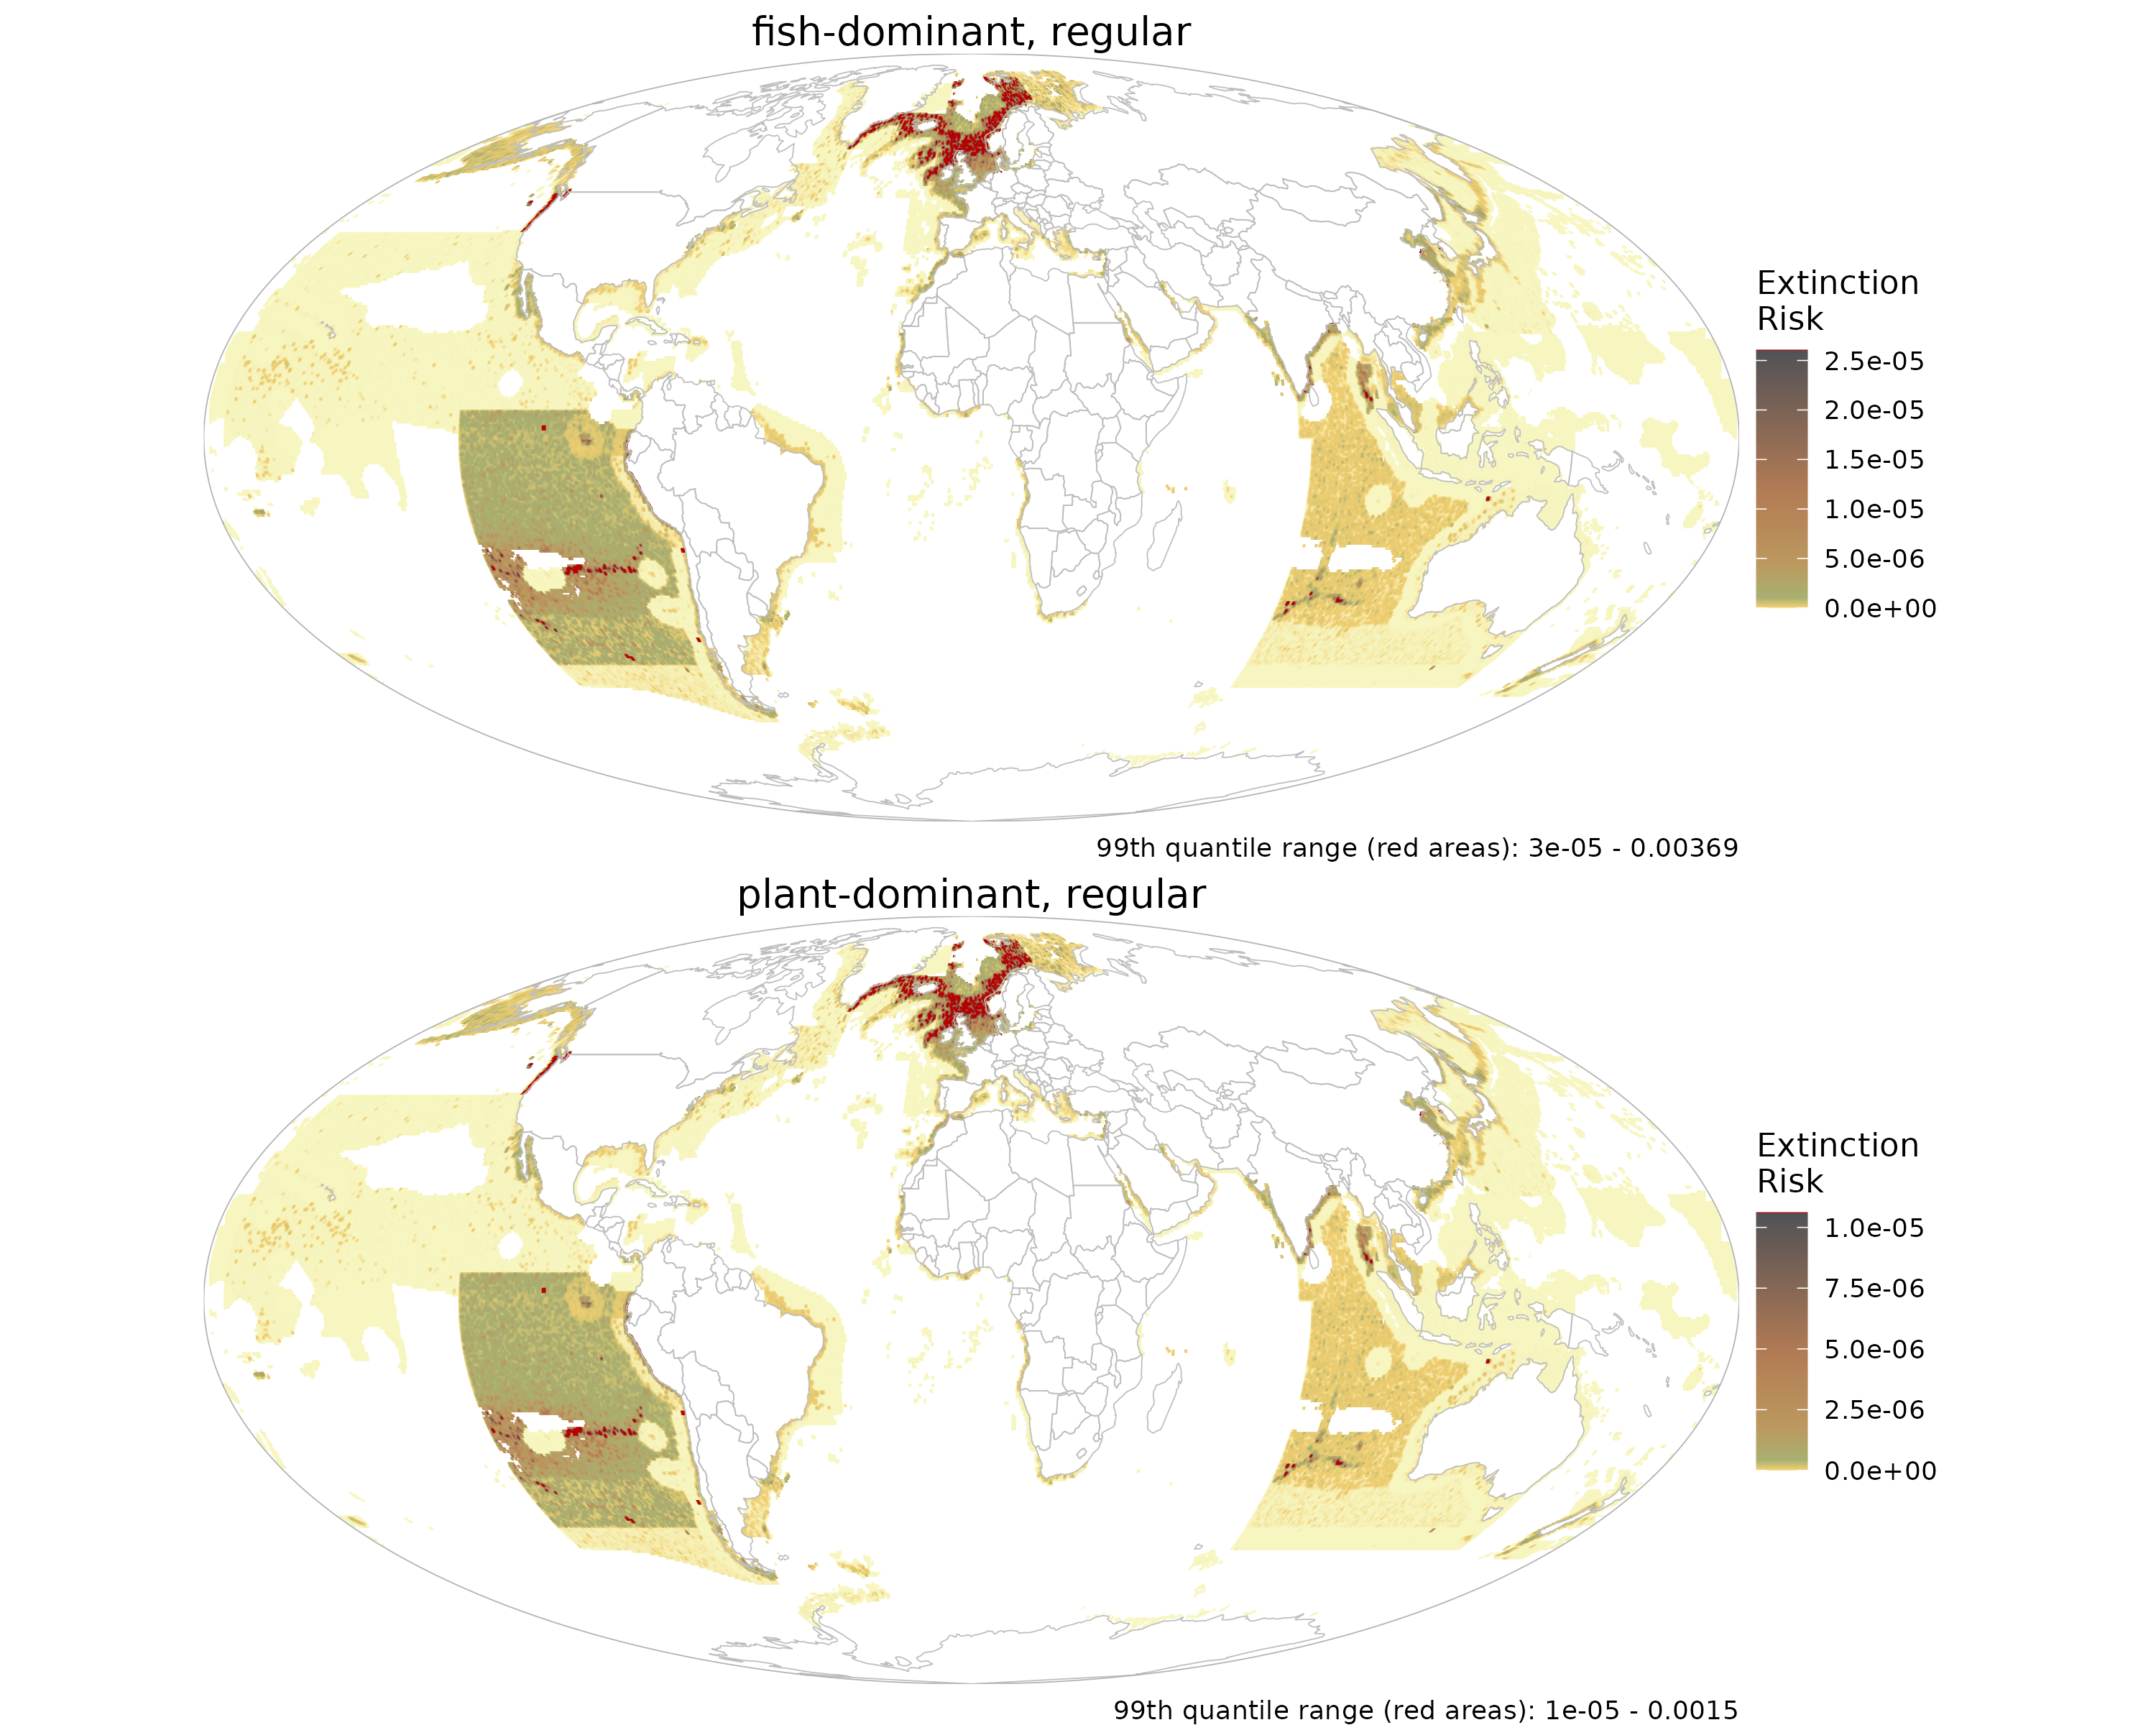 fish-dominant, regular
Extinction
Risk
2.5e-05
2.0e-05
1.5e-05
1.0e-05
5.0e-06
0.0e+00
99th quantile range (red areas): 3e-05 - 0.00369
plant-dominant, regular
Extinction
Risk
1.0e-05
7.5e-06
5.0e-06
2.5e-06
0.0e+00
99th quantile range (red areas): 1e-05 - 0.0015